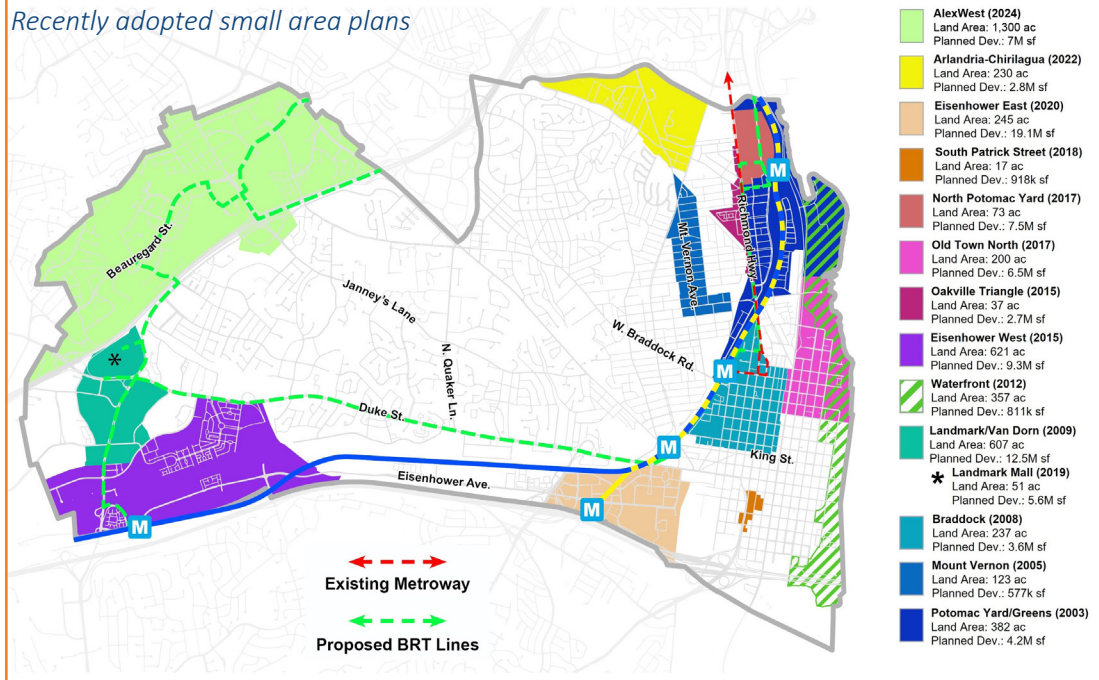 Recently adopted small area plans
Beauregard St.
Janney's Lane
N. Quaker Ln.
W. Braddock Rd.
Mt. Vernon Ave.
Richmond Hwy.
Duke St.
King St.
Eisenhower Ave.
M
M
M
M
M
Existing Metroway
Proposed BRT Lines
AlexWest (2024)
Land Area: 1,300 ac
Planned Dev.: 7M sf
Arlandria-Chirilagua (2022)
Land Area: 230 ac
Planned Dev.: 2.8M sf
Eisenhower East (2020)
Land Area: 245 ac
Planned Dev.: 19.1M sf
South Patrick Street (2018)
Land Area: 17 ac
Planned Dev.: 918k sf
North Potomac Yard (2017)
Land Area: 73 ac
Planned Dev.: 7.5M sf
Old Town North (2017)
Land Area: 200 ac
Planned Dev.: 6.5M sf
Oakville Triangle (2015)
Land Area: 37 ac
Planned Dev.: 2.7M sf
Eisenhower West (2015)
Land Area: 621 ac
Planned Dev.: 9.3M sf
Waterfront (2012)
Land Area: 357 ac
Planned Dev.: 811k sf
Landmark/Van Dorn (2009)
Land Area: 607 ac
Planned Dev.: 12.5M sf
* Landmark Mall (2019)
Land Area: 51 ac
Planned Dev.: 5.6M sf
Braddock (2008)
Land Area: 237 ac
Planned Dev.: 3.6M sf
Mount Vernon (2005)
Land Area: 123 ac
Planned Dev.: 577k sf
Potomac Yard/Greens (2003)
Land Area: 382 ac
Planned Dev.: 4.2M sf